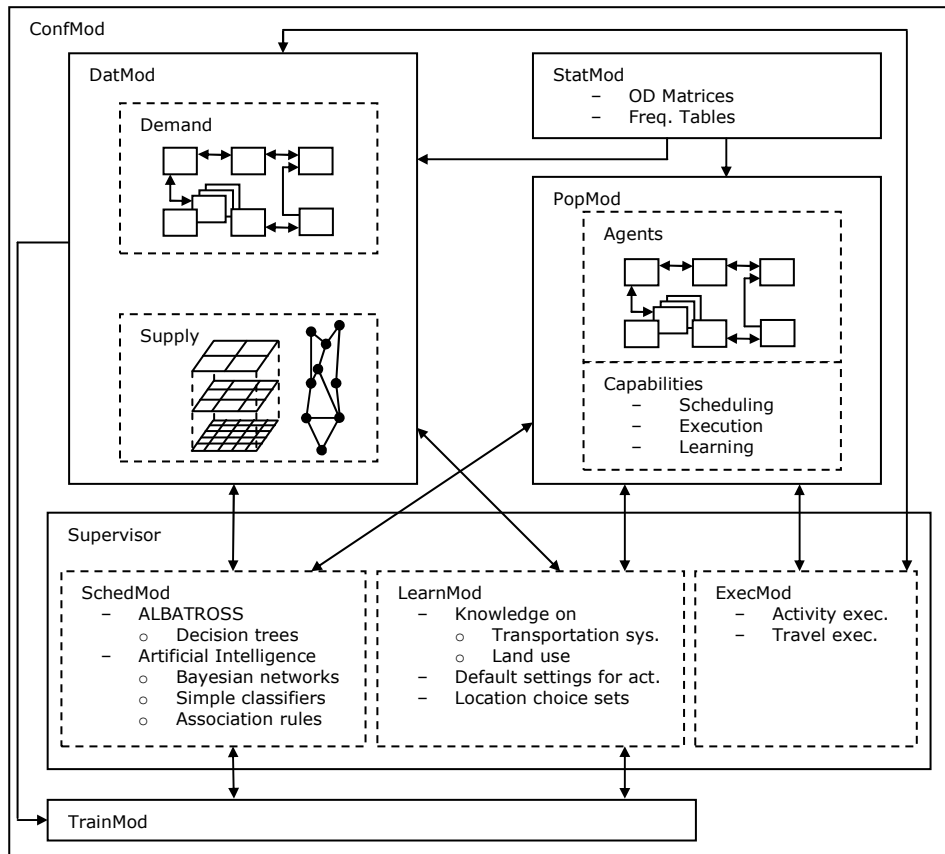 ConfMod
DatMod
Demand
Supply
StatMod
– OD Matrices
– Freq. Tables
PopMod
Agents
Capabilities
– Scheduling
– Execution
– Learning
Supervisor
SchedMod
– ALBATROSS
o Decision trees
– Artificial Intelligence
o Bayesian networks
o Simple classifiers
o Association rules
LearnMod
– Knowledge on
o Transportation sys.
o Land use
– Default settings for act.
– Location choice sets
ExecMod
– Activity exec.
– Travel exec.
TrainMod